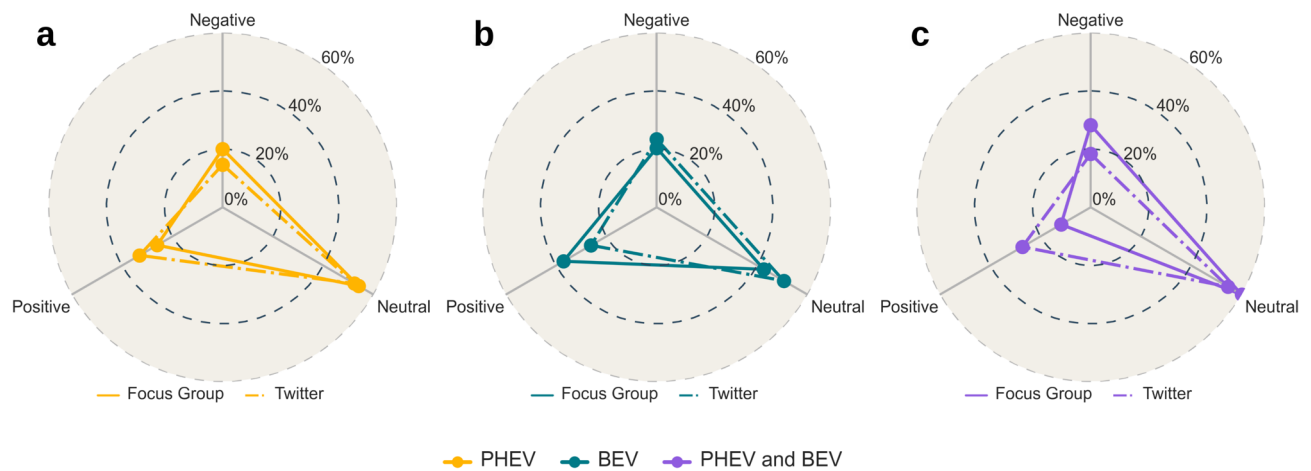 a
Negative
60%
40%
20%
0%
Positive
Neutral
Focus Group
Twitter
b
Negative
60%
40%
20%
0%
Positive
Neutral
Focus Group
Twitter
c
Negative
60%
40%
20%
0%
Positive
Neutral
Focus Group
Twitter
PHEV
BEV
PHEV and BEV